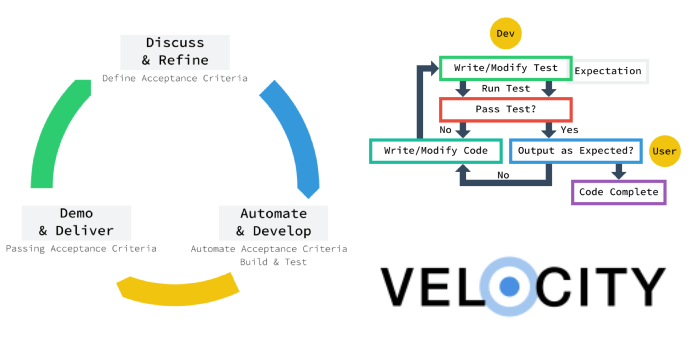 Discuss
& Refine
Define Acceptance Criteria
Demo
& Deliver
Passing Acceptance Criteria
Automate
& Develop
Automate Acceptance Criteria
Build & Test
Dev
Write/Modify Test
Expectation
Run Test
Pass Test?
No
Yes
Write/Modify Code
Output as Expected?
User
No
Code Complete
VELOCITY